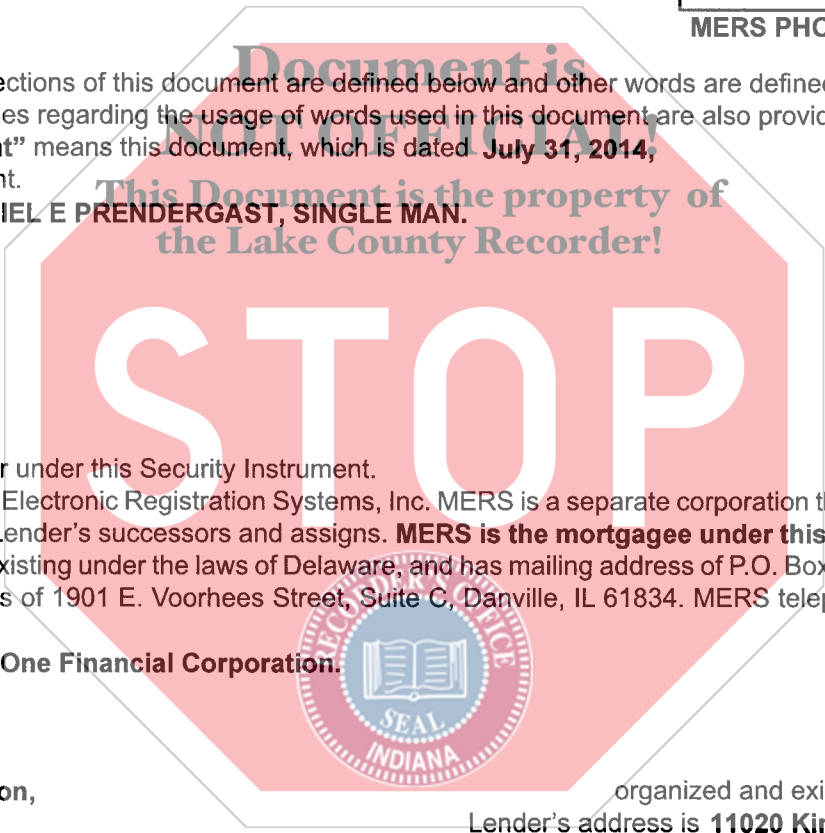 MERS PHO
Document is
ctions of this document are defined below and other words are defined
es regarding the usage of words used in this document are also provid
NOT OFFICIAL!
t” means this document, which is dated July 31, 2014,
nt.
This Document is the property of
IEL E PRENDERGAST, SINGLE MAN.
the Lake County Recorder!
STOP
r under this Security Instrument.
Electronic Registration Systems, Inc. MERS is a separate corporation th
Lender's successors and assigns. MERS is the mortgagee under this
xisting under the laws of Delaware, and has mailing address of P.O. Box
s of 1901 E. Voorhees Street, Suite C, Danville, IL 61834. MERS telep
RECORDER'S OFFICE
One Financial Corporation.
SEAL
INDIANA
on,
organized and exi
Lender's address is 11020 Kin